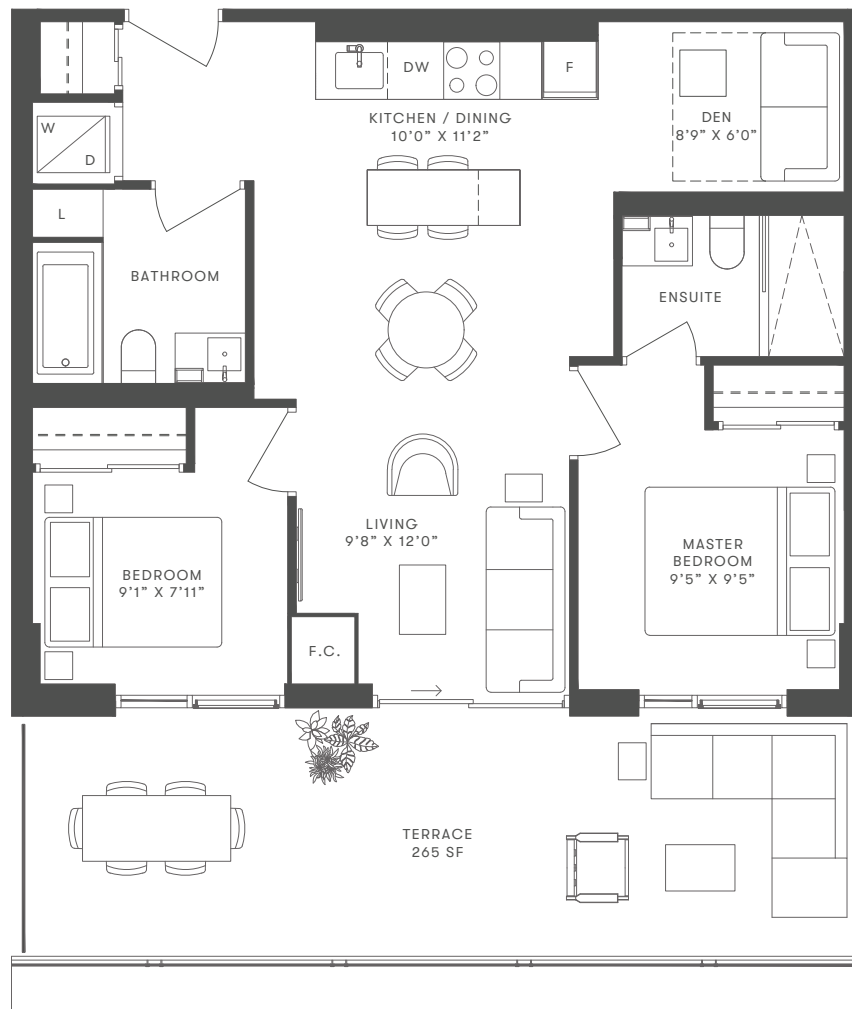 DW
F
KITCHEN / DINING
10’0” X 11’2”
DEN
8’9” X 6’0”
W
D
L
BATHROOM
ENSUITE
LIVING
9’8” X 12’0”
BEDROOM
9’1” X 7’11”
MASTER
BEDROOM
9’5” X 9’5”
F.C.
TERRACE
265 SF